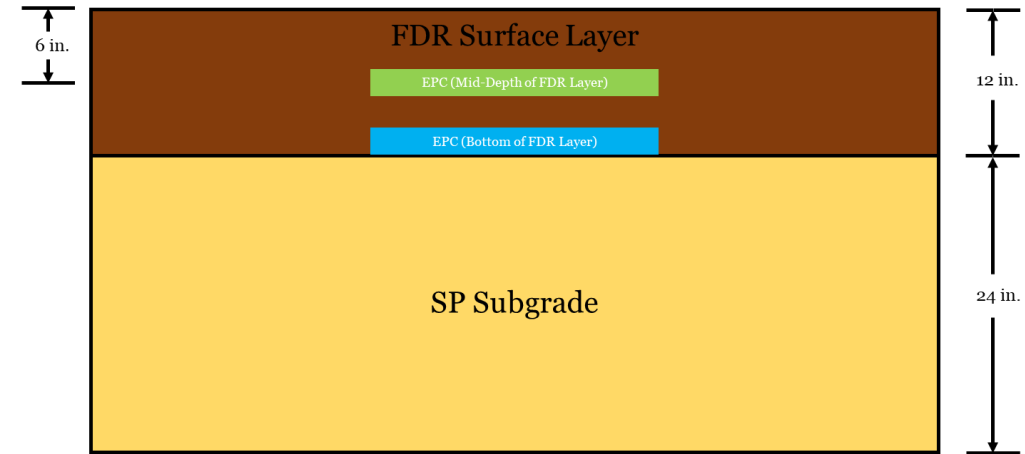 FDR Surface Layer
6 in.
EPC (Mid-Depth of FDR Layer)
12 in.
EPC (Bottom of FDR Layer)
SP Subgrade
24 in.